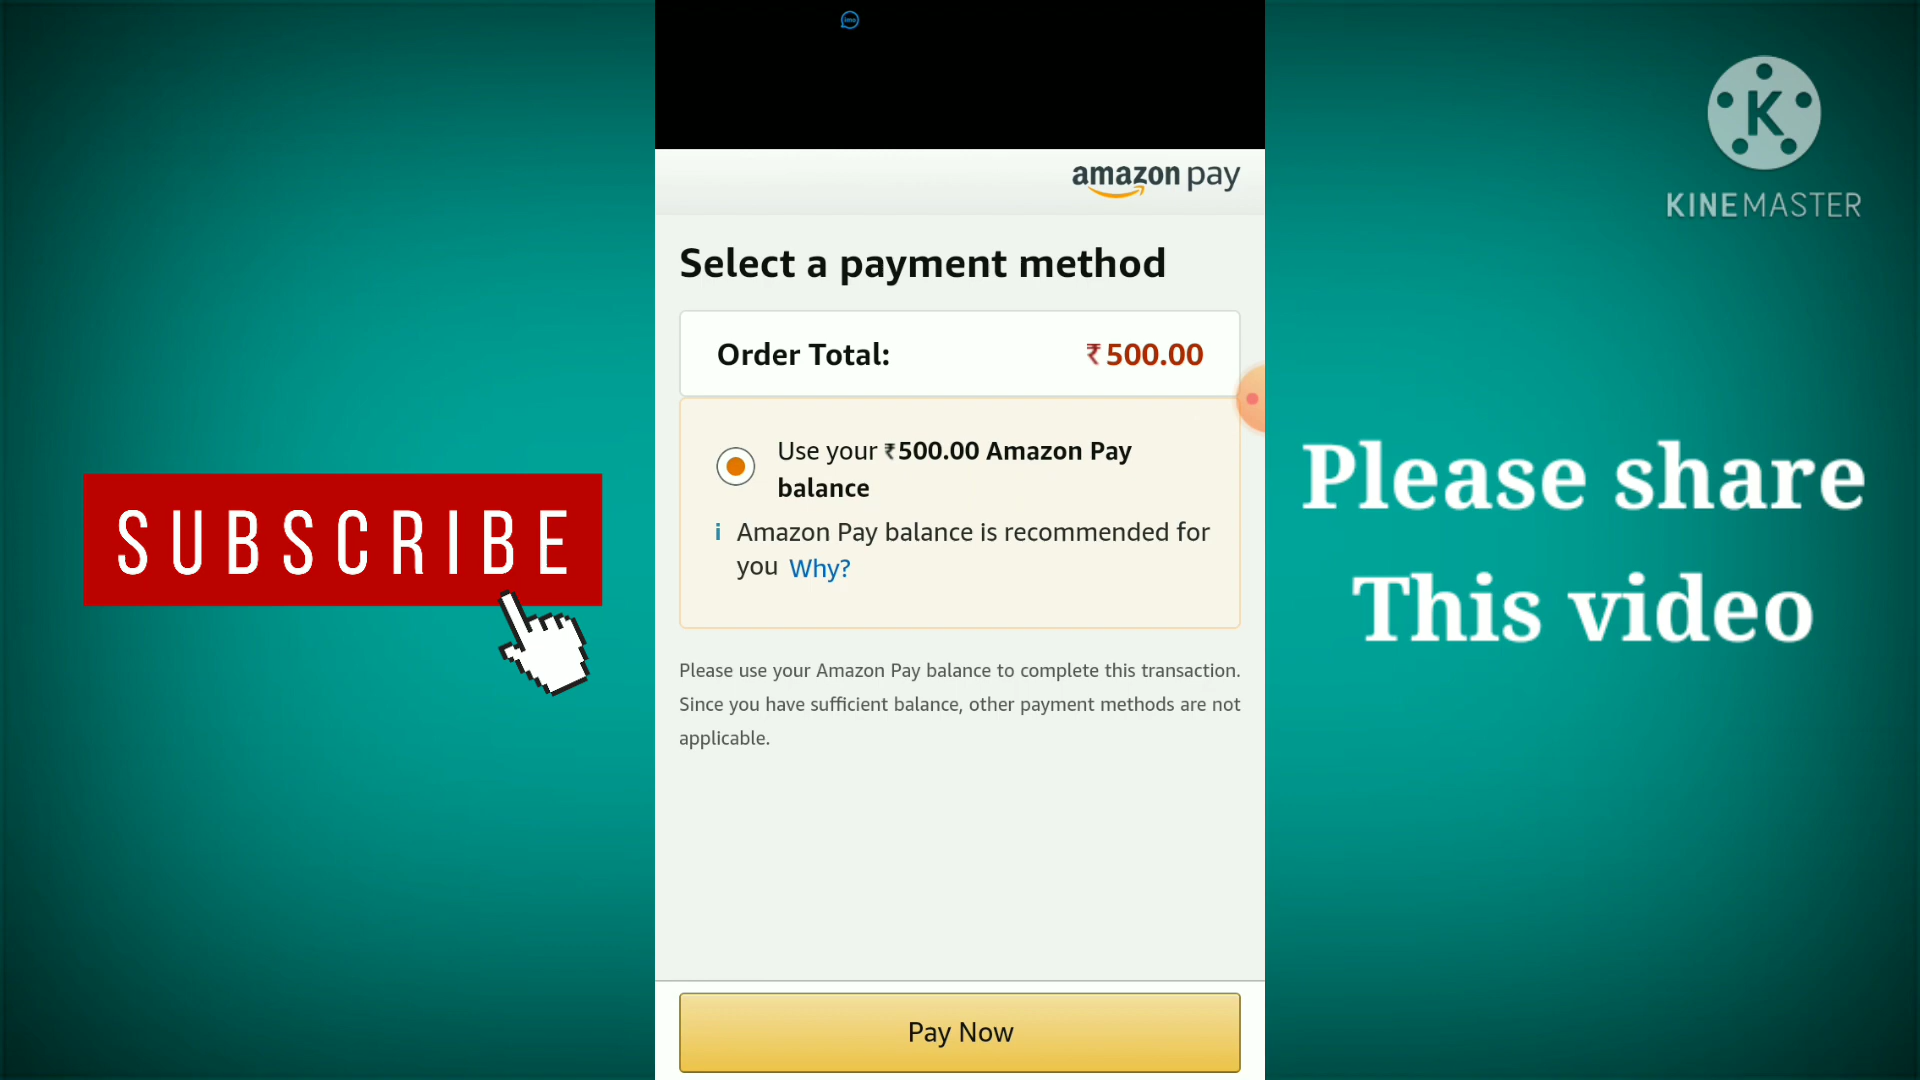 amazon pay
Select a payment method
Order Total: ₹500.00
Use your ₹500.00 Amazon Pay
balance
i Amazon Pay balance is recommended for
you Why?
Please use your Amazon Pay balance to complete this transaction.
Since you have sufficient balance, other payment methods are not
applicable.
Pay Now
SUBSCRIBE
K
KINEMASTER
Please share
This video